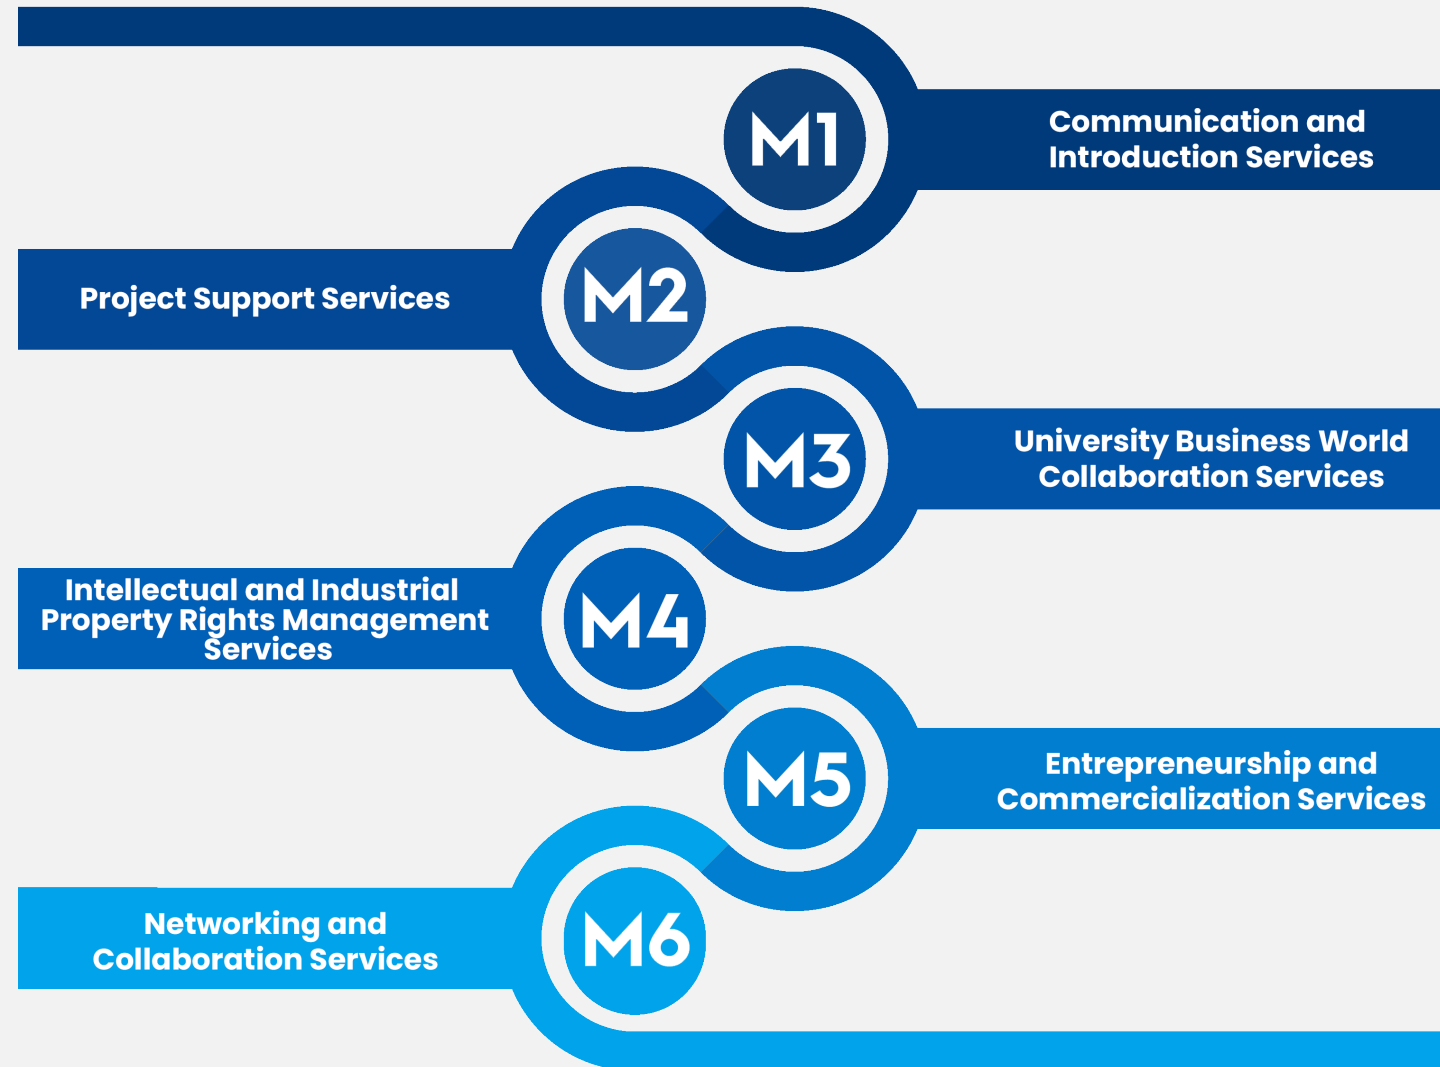 M1
Communication and
Introduction Services
M2
Project Support Services
M3
University Business World
Collaboration Services
M4
Intellectual and Industrial
Property Rights Management
Services
M5
Entrepreneurship and
Commercialization Services
M6
Networking and
Collaboration Services